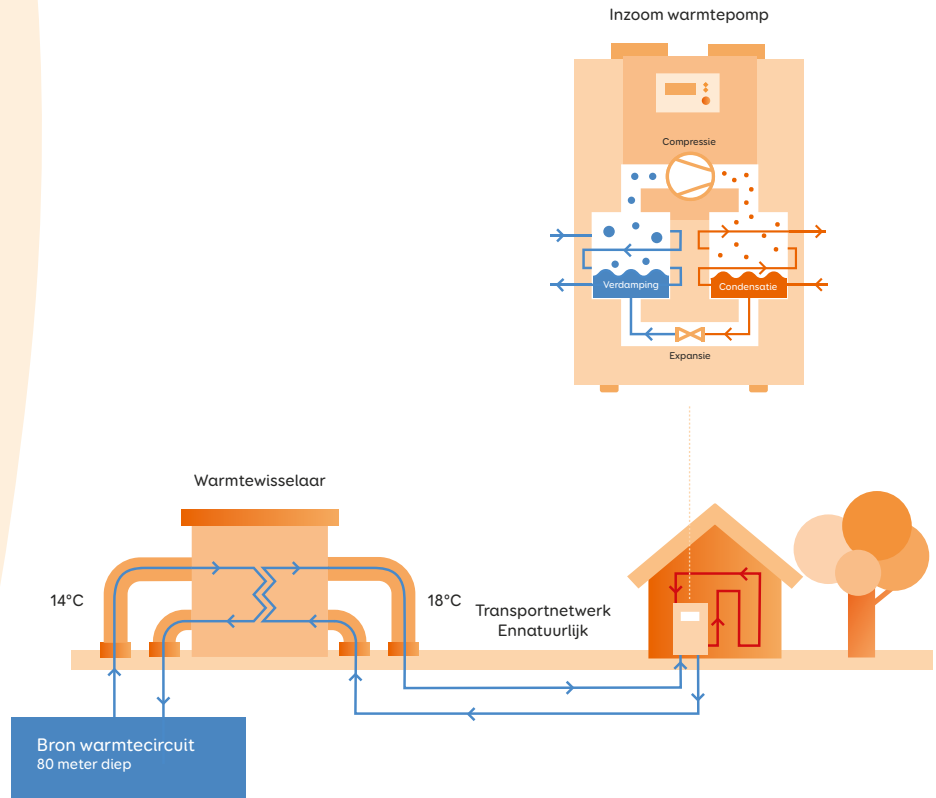 Inzoom warmtepomp
Compressie
Verdamping
Condensatie
Expansie
Warmtewisselaar
14°C
18°C
Transportnetwerk
Ennatuurlijk
Bron warmtecircuit
80 meter diep